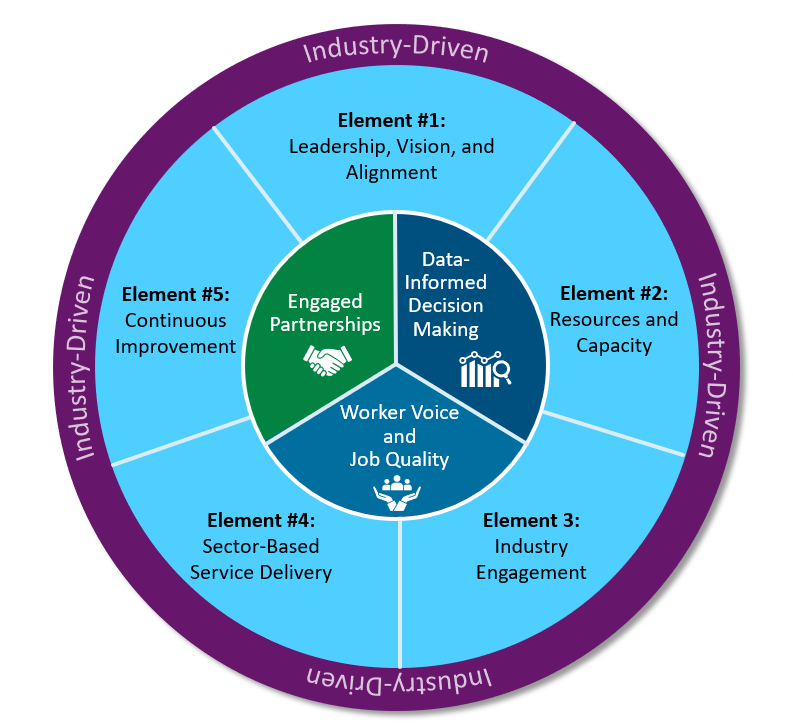 Industry-Driven
Element #1:
Leadership, Vision, and
Alignment
Element #2:
Resources and
Capacity
Element 3:
Industry
Engagement
Element #4:
Sector-Based
Service Delivery
Element #5:
Continuous
Improvement
Engaged
Partnerships
Data-
Informed
Decision
Making
Worker Voice
and
Job Quality
Industry-Driven
Industry-Driven
Industry-Driven